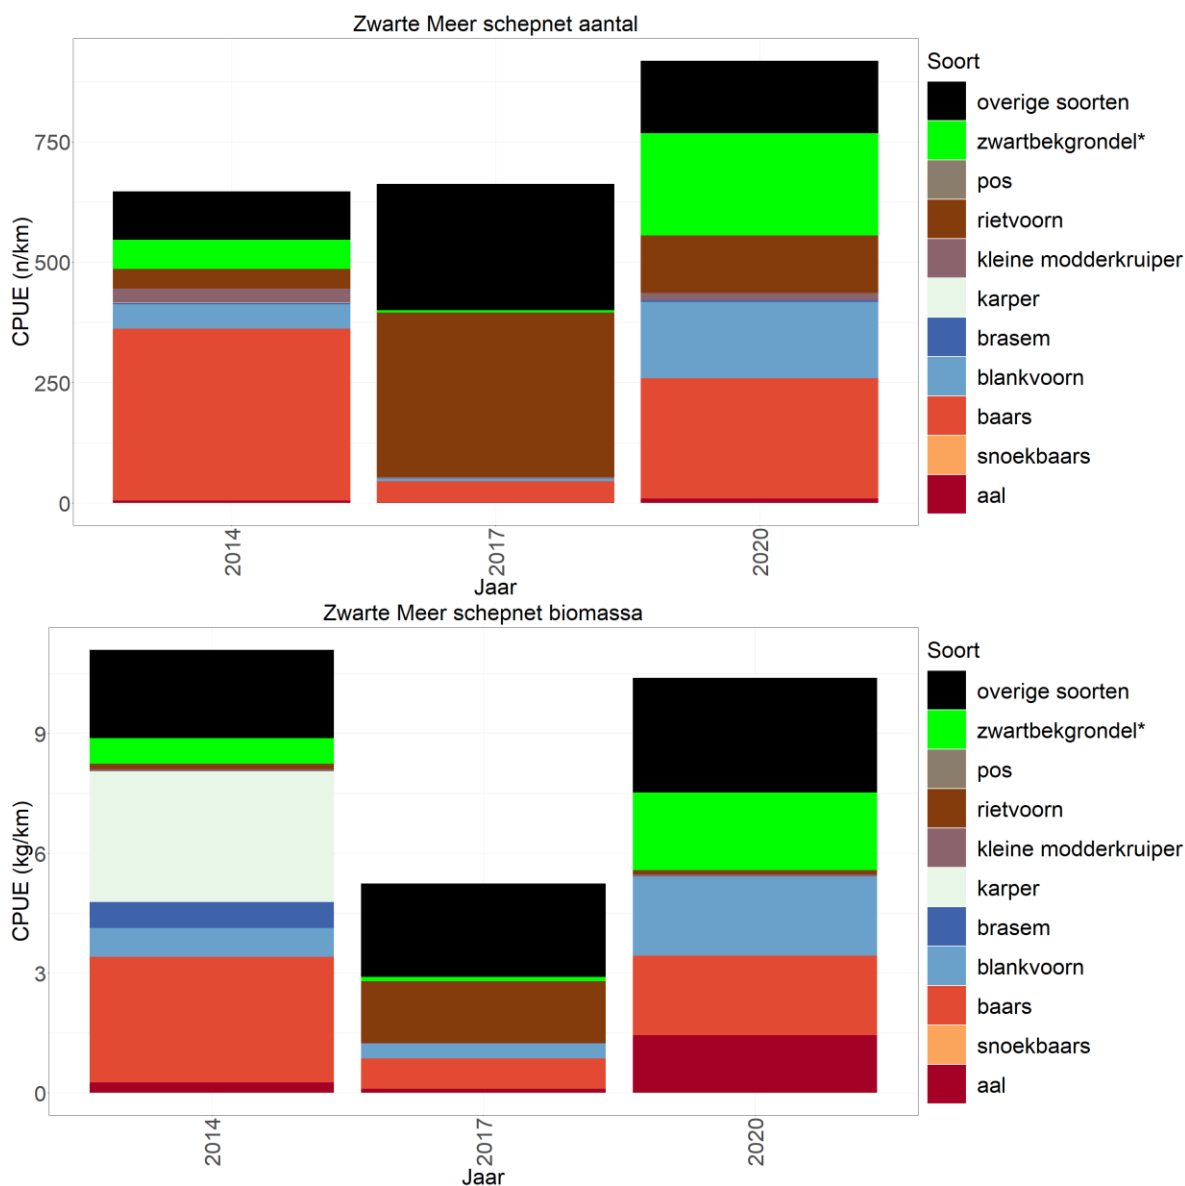 Zwarte Meer schepnet aantal
CPUE (n/km)
750
500
250
0
2014
2017
2020
Jaar
Soort
overige soorten
zwartbekgrondel*
pos
rietvoorn
kleine modderkruiper
karper
brasem
blankvoorn
baars
snoekbaars
aal
Zwarte Meer schepnet biomassa
CPUE (kg/km)
9
6
3
0
2014
2017
2020
Jaar
Soort
overige soorten
zwartbekgrondel*
pos
rietvoorn
kleine modderkruiper
karper
brasem
blankvoorn
baars
snoekbaars
aal